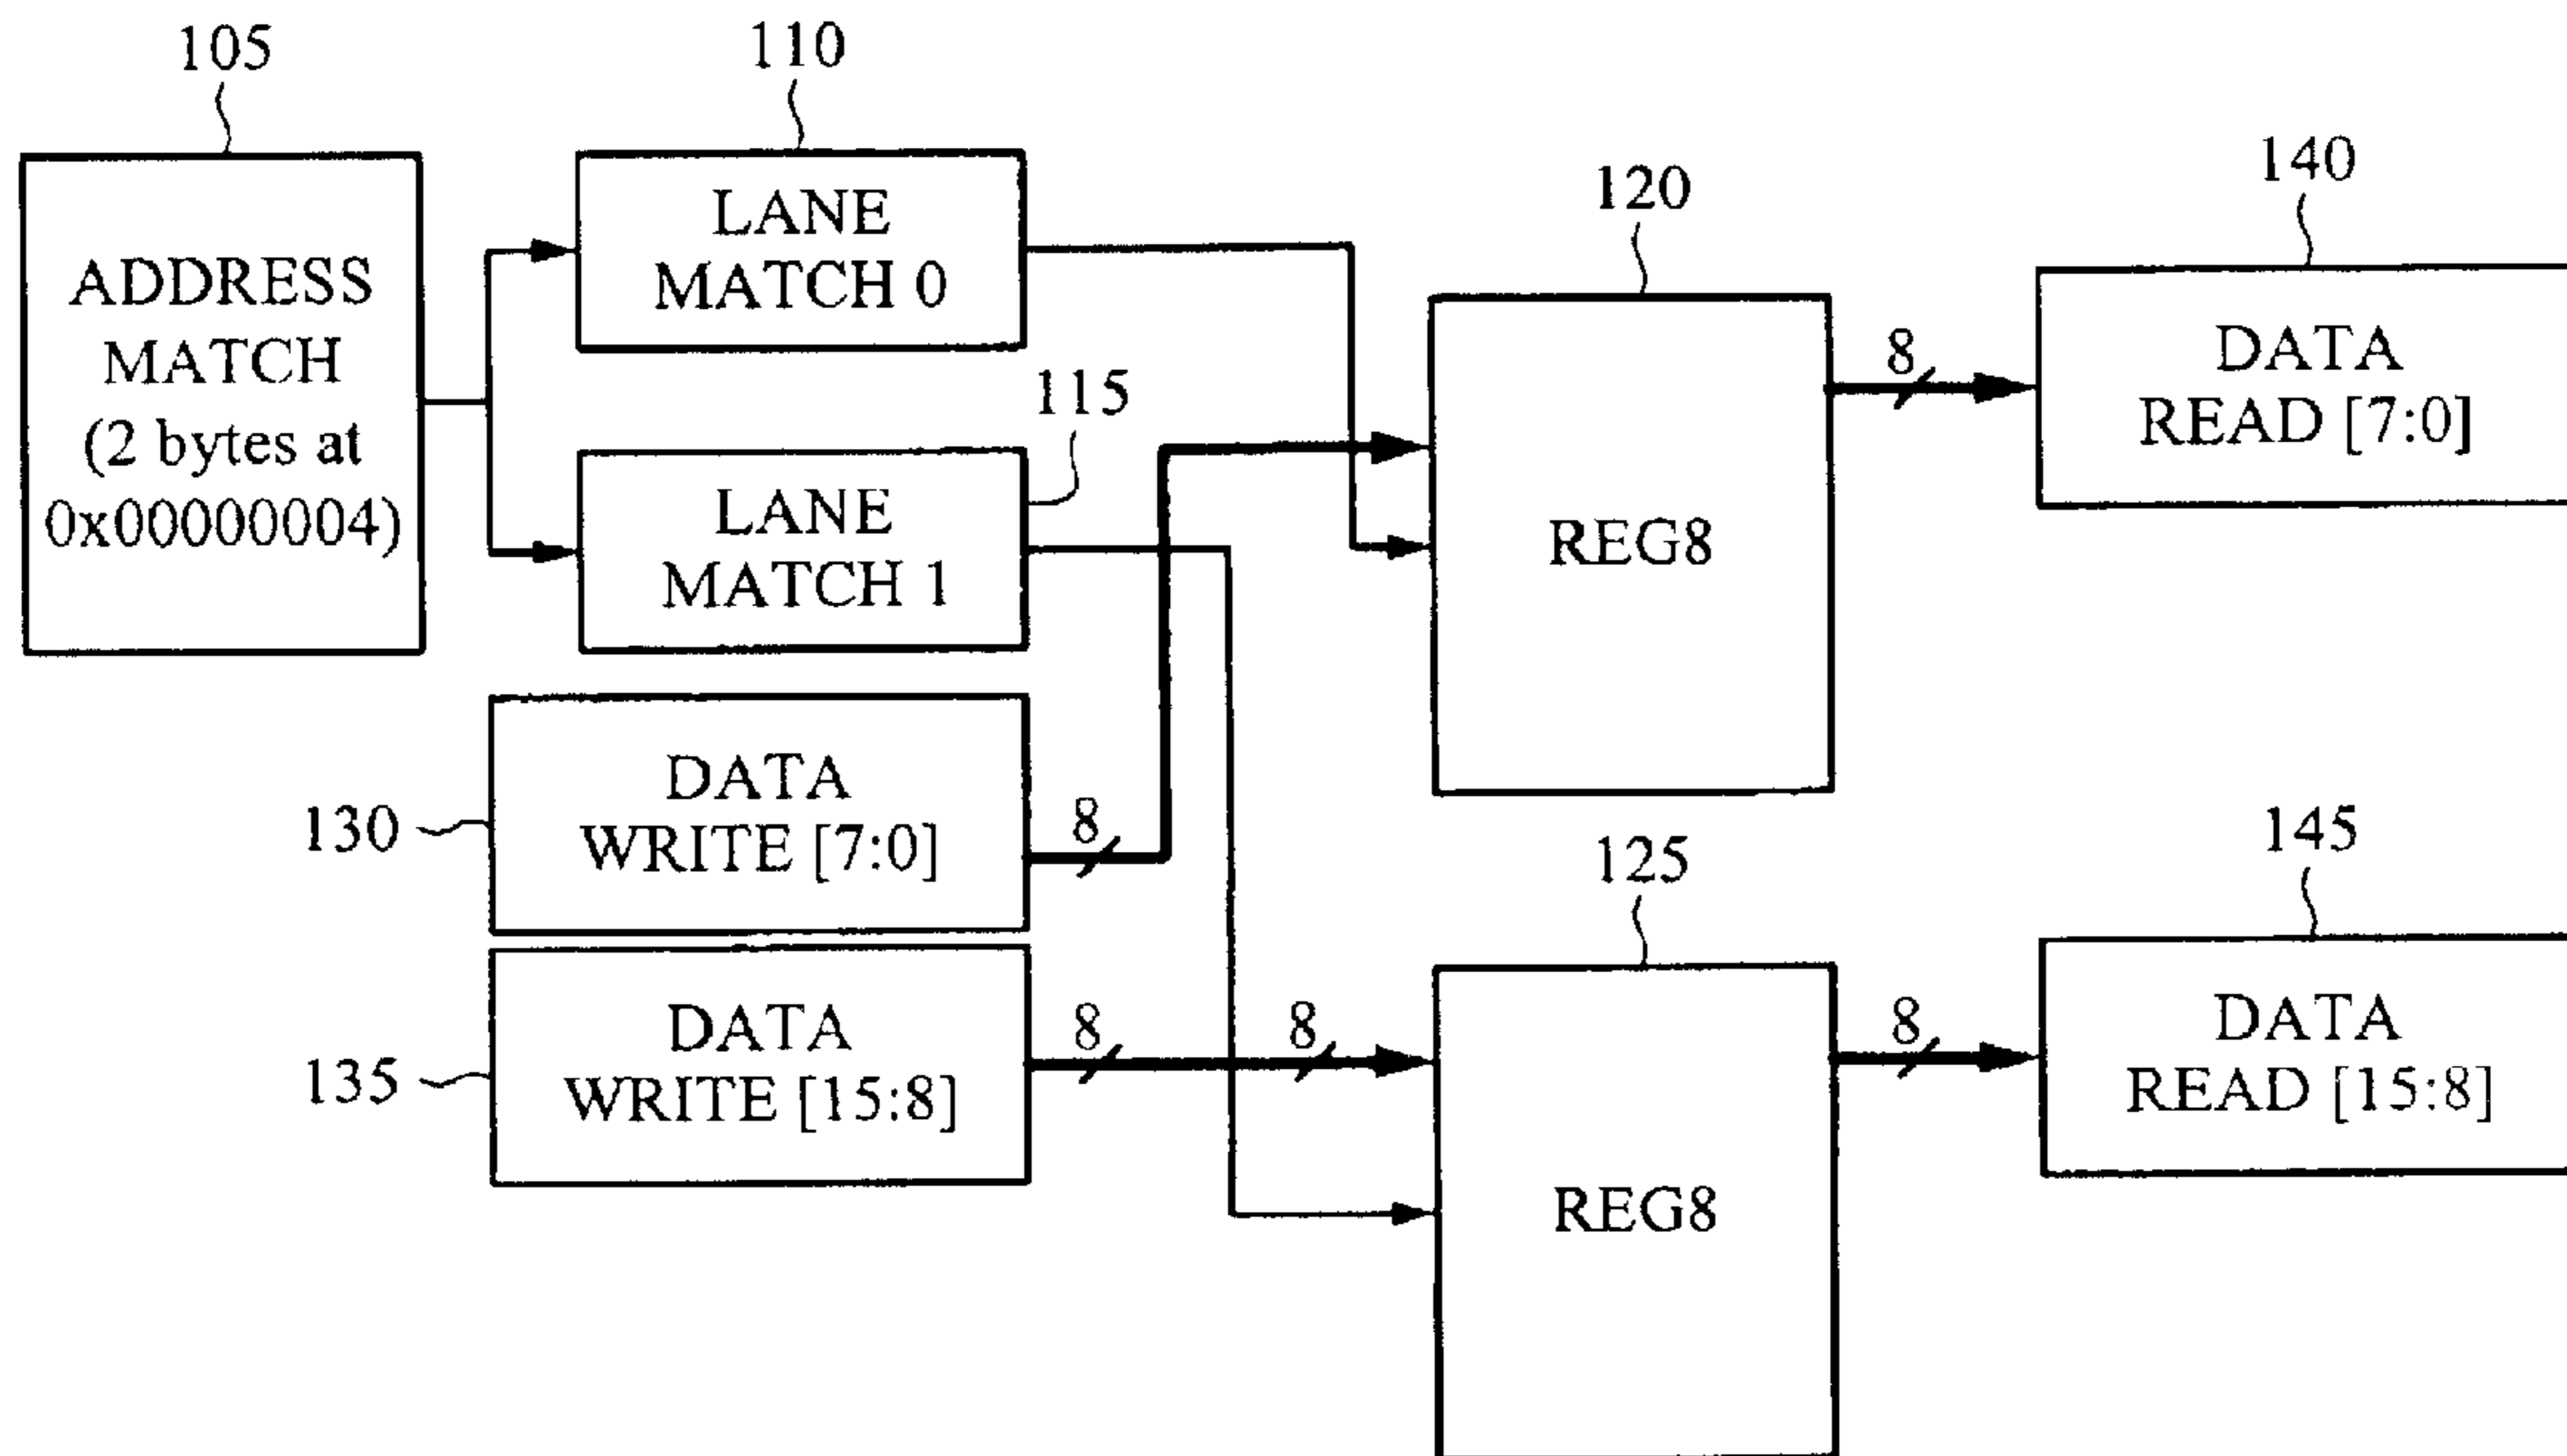 105
110
ADDRESS
MATCH
(2 bytes at
0x00000004)
LANE
MATCH 0
115
LANE
MATCH 1
120
REG8
8
140
DATA
READ [7:0]
130
DATA
WRITE [7:0]
8
135
DATA
WRITE [15:8]
8
8
125
REG8
8
145
DATA
READ [15:8]